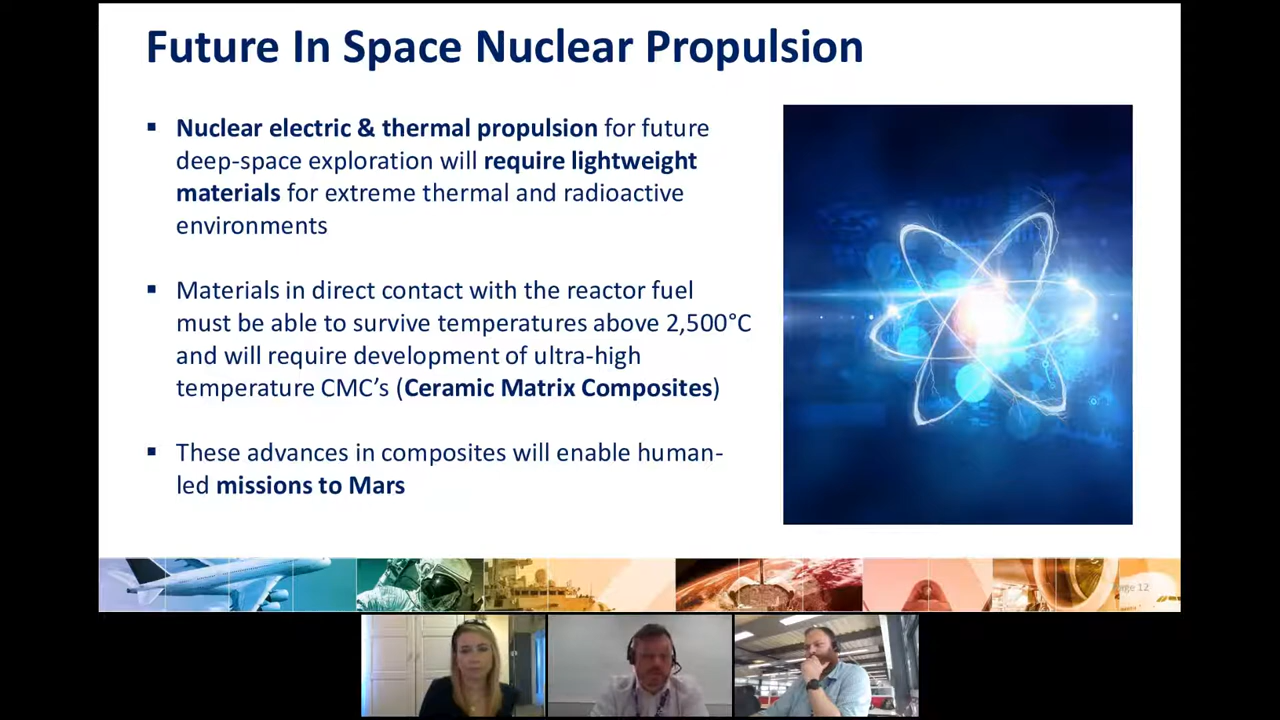 Future In Space Nuclear Propulsion
▪ Nuclear electric & thermal propulsion for future
deep-space exploration will require lightweight
materials for extreme thermal and radioactive
environments
▪ Materials in direct contact with the reactor fuel
must be able to survive temperatures above 2,500°C
and will require development of ultra-high
temperature CMC’s (Ceramic Matrix Composites)
▪ These advances in composites will enable human-
led missions to Mars
12